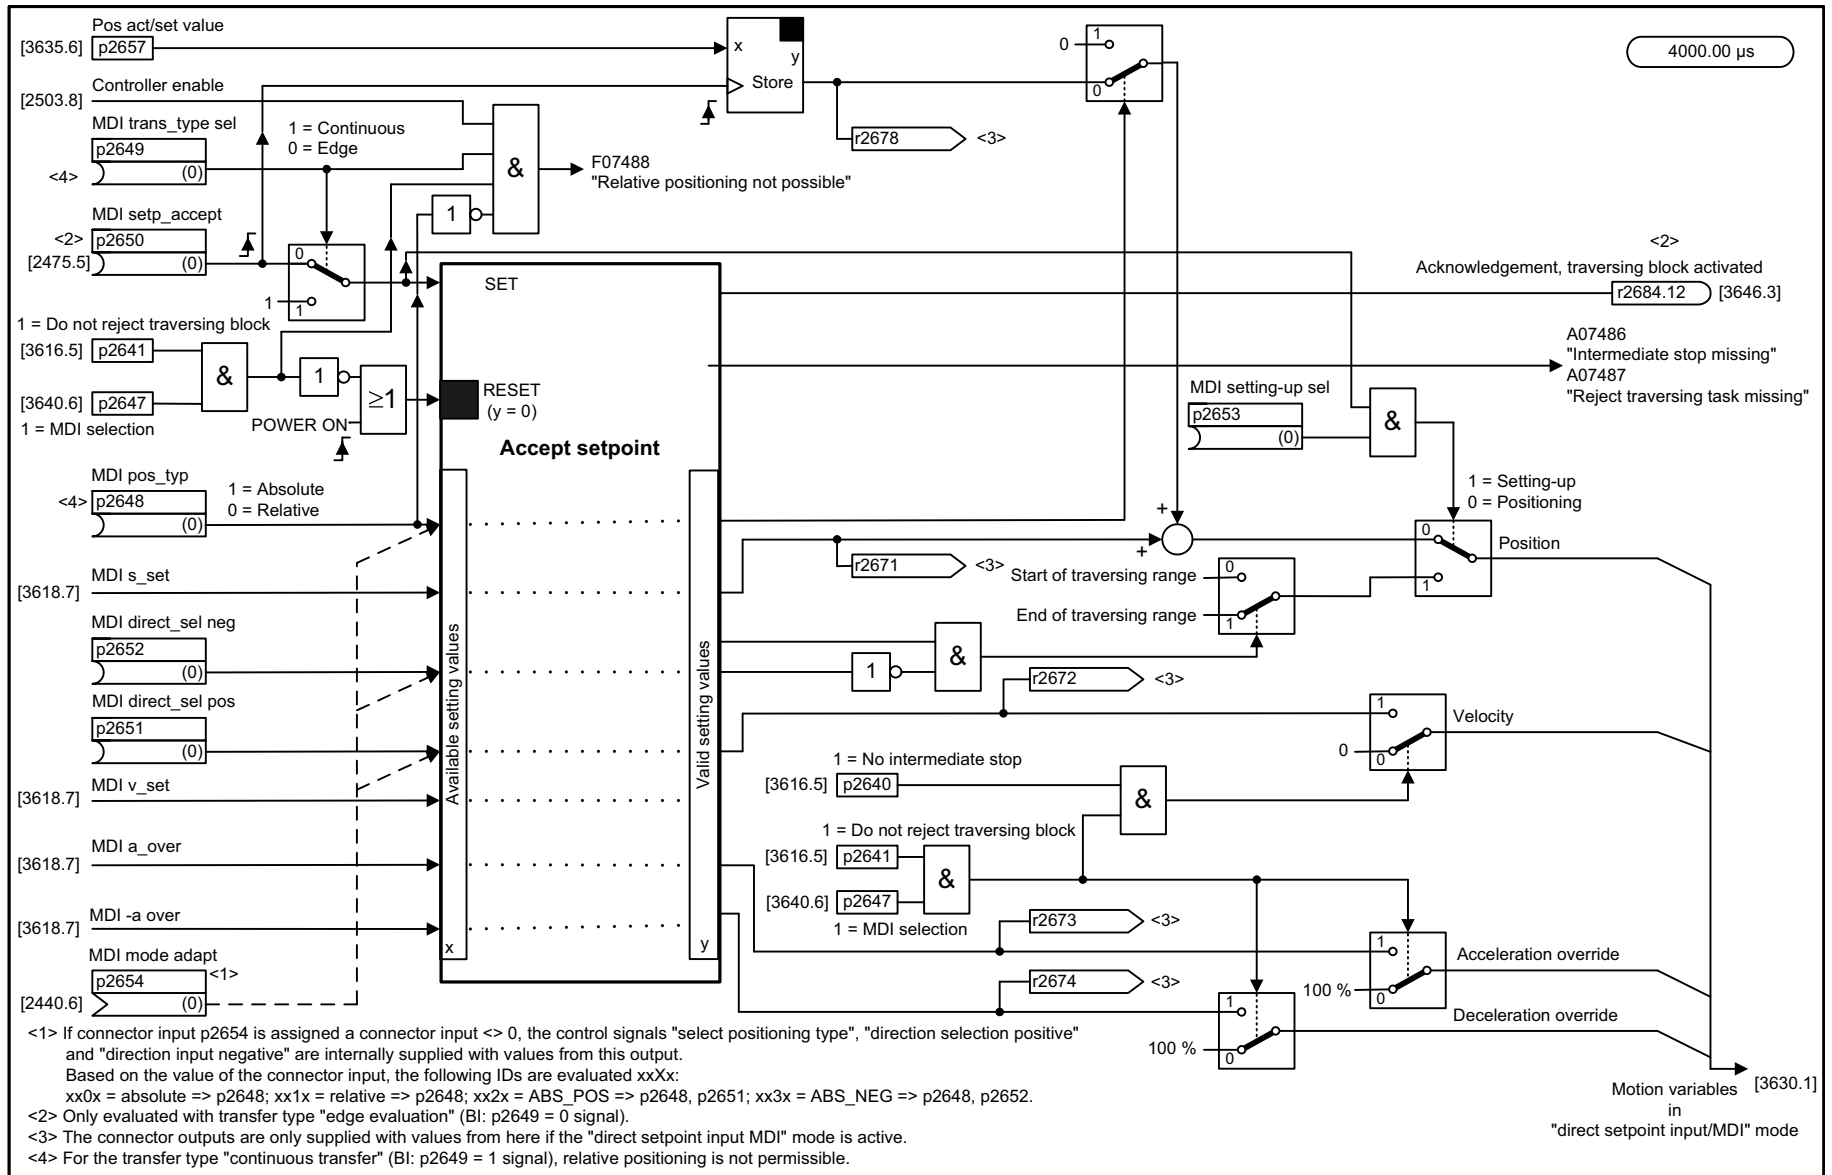 Pos act/set value
[3635.6] p2657
x
y
Store
0
1
0
4000.00 µs
Controller enable
[2503.8]
MDI trans_type sel
p2649
(0)
<4>
1 = Continuous
0 = Edge
&
F07488
"Relative positioning not possible"
r2678 <3>
1
MDI setp_accept
<2> p2650
[2475.5] (0)
0
1
1
SET
<2>
Acknowledgement, traversing block activated
r2684.12 [3646.3]
1 = Do not reject traversing block
[3616.5] p2641
&
1
≥1
[3640.6] p2647
1 = MDI selection
POWER ON
RESET
(y = 0)
Accept setpoint
A07486
"Intermediate stop missing"
A07487
"Reject traversing task missing"
MDI setting-up sel
p2653
(0)
&
MDI pos_typ
<4> p2648
(0)
1 = Absolute
0 = Relative
1 = Setting-up
0 = Positioning
+
+
0
1
Position
r2671 <3>
MDI s_set
[3618.7]
Start of traversing range
0
End of traversing range
1
MDI direct_sel neg
p2652
(0)
1
&
r2672 <3>
MDI direct_sel pos
p2651
(0)
Available setting values
Valid setting values
1
Velocity
0
0
MDI v_set
[3618.7]
1 = No intermediate stop
[3616.5] p2640
&
MDI a_over
[3618.7]
1 = Do not reject traversing block
[3616.5] p2641
&
[3640.6] p2647
1 = MDI selection
MDI -a over
[3618.7]
x
y
r2673 <3>
1
Acceleration override
100 %
0
MDI mode adapt
p2654 <1>
[2440.6] (0)
r2674 <3>
1
Deceleration override
100 %
0
Motion variables [3630.1]
in
"direct setpoint input/MDI" mode
<1> If connector input p2654 is assigned a connector input <> 0, the control signals "select positioning type", "direction selection positive"
and "direction input negative" are internally supplied with values from this output.
Based on the value of the connector input, the following IDs are evaluated xxXx:
xx0x = absolute => p2648; xx1x = relative => p2648; xx2x = ABS_POS => p2648, p2651; xx3x = ABS_NEG => p2648, p2652.
<2> Only evaluated with transfer type "edge evaluation" (BI: p2649 = 0 signal).
<3> The connector outputs are only supplied with values from here if the "direct setpoint input MDI" mode is active.
<4> For the transfer type "continuous transfer" (BI: p2649 = 1 signal), relative positioning is not permissible.